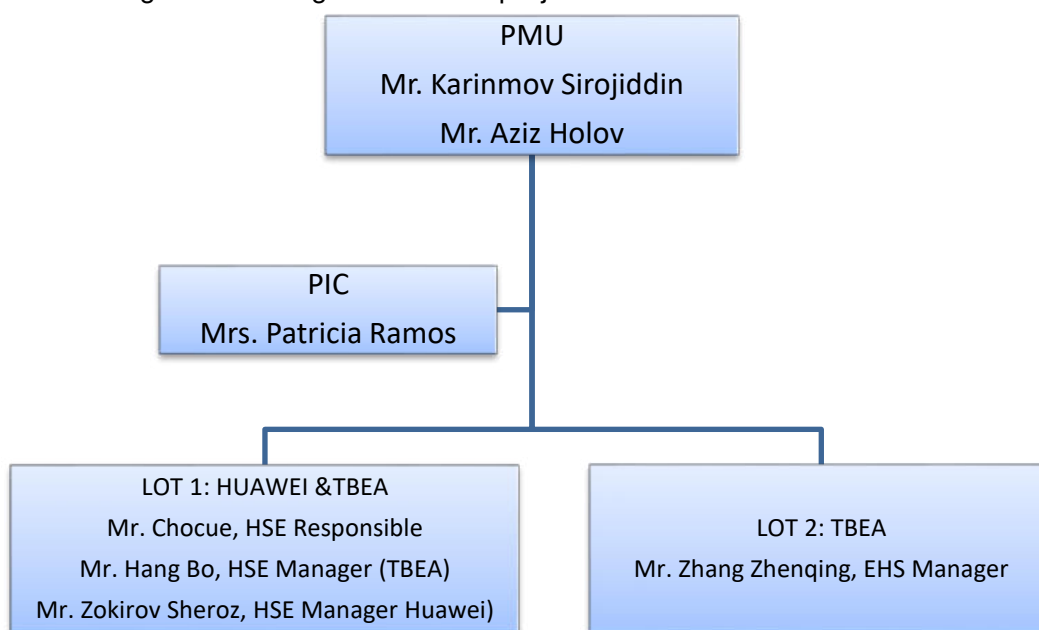 PMU
Mr. Karinmov Sirojiddin
Mr. Aziz Holov
PIC
Mrs. Patricia Ramos
LOT 1: HUAWEI &TBEA
Mr. Chocue, HSE Responsible
Mr. Hang Bo, HSE Manager (TBEA)
Mr. Zokirov Sheroz, HSE Manager Huawei)
LOT 2: TBEA
Mr. Zhang Zhenqing, EHS Manager